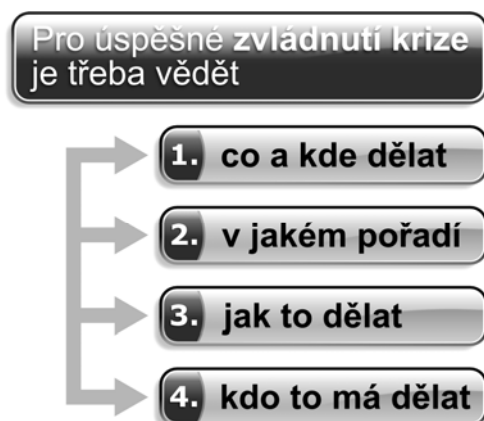 Pro úspěšné zvládnutí krize
je třeba vědět
1. co a kde dělat
2. v jakém pořadí
3. jak to dělat
4. kdo to má dělat